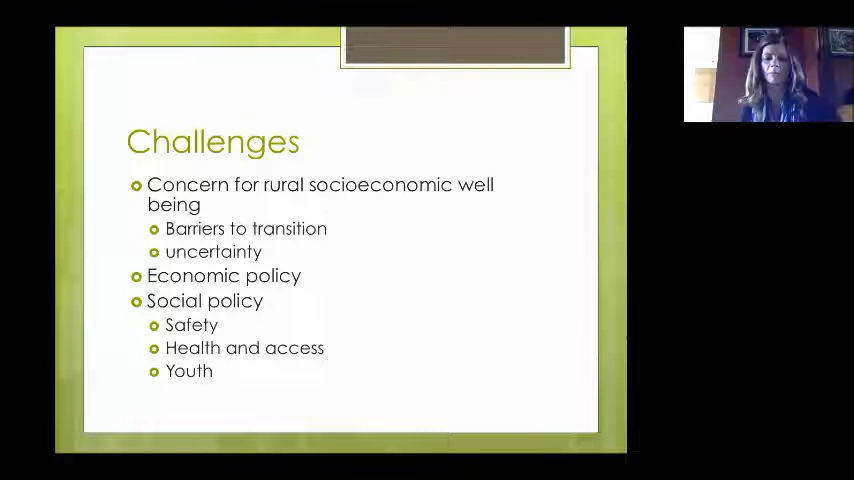 Challenges
Concern for rural socioeconomic well
being
Barriers to transition
uncertainty
Economic policy
Social policy
Safety
Health and access
Youth